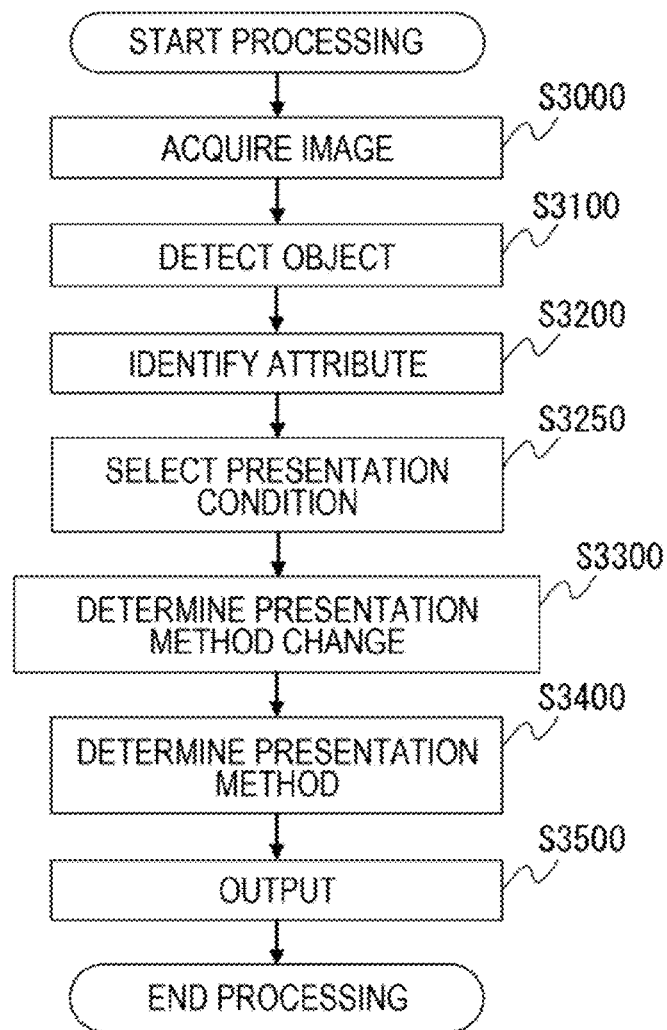 START PROCESSING
S3000
ACQUIRE IMAGE
S3100
DETECT OBJECT
S3200
IDENTIFY ATTRIBUTE
S3250
SELECT PRESENTATION
CONDITION
S3300
DETERMINE PRESENTATION
METHOD CHANGE
S3400
DETERMINE PRESENTATION
METHOD
S3500
OUTPUT
END PROCESSING